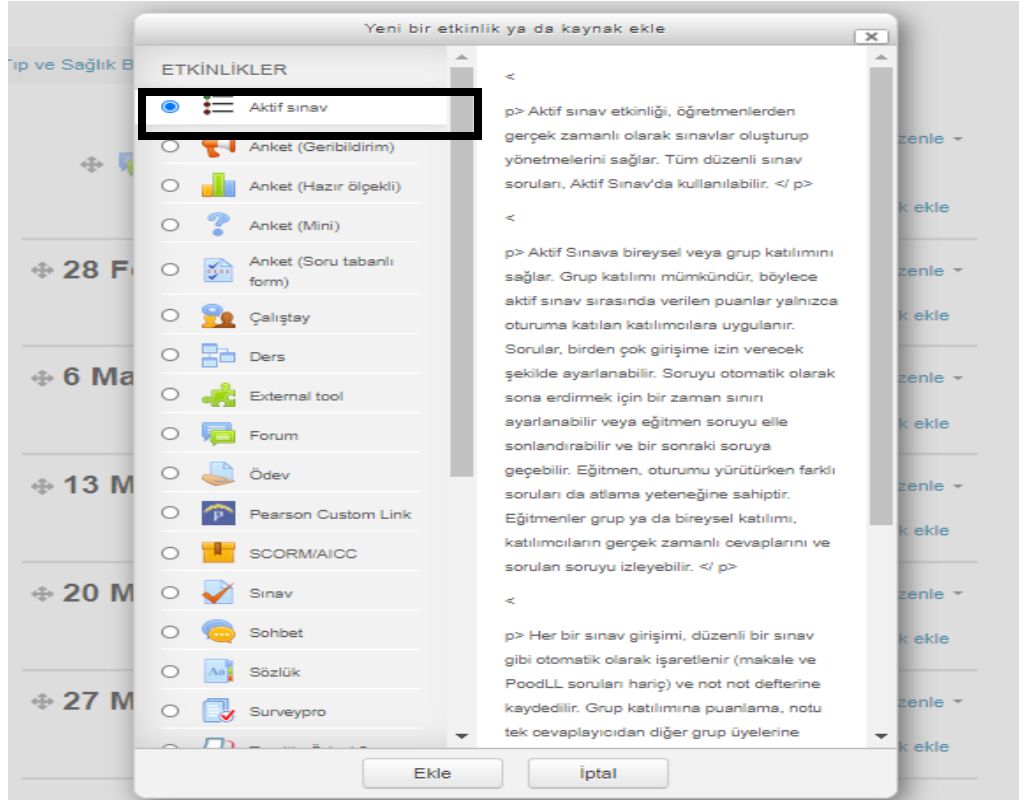 Yeni bir etkinlik ya da kaynak ekle
Tıp ve Sağlık B
ETKİNLİKLER
Aktif sınav
Anket (Geribildirim)
Anket (Hazır ölçekli)
Anket (Mini)
Anket (Soru tabanlı
form)
Çalıştay
Ders
External tool
Forum
Ödev
Pearson Custom Link
SCORM/AICC
Sınav
Sohbet
Sözlük
Surveypro
<
p> Aktif sınav etkinliği, öğretmenlerden
gerçek zamanlı olarak sınavlar oluşturup
yönetmelerini sağlar. Tüm düzenli sınav
soruları, Aktif Sınav'da kullanılabilir. </ p>
<
p> Aktif Sınava bireysel veya grup katılımını
sağlar. Grup katılımı mümkündür, böylece
aktif sınav sırasında verilen puanlar yalnızca
oturuma katılan katılımcılara uygulanır.
Sorular, birden çok girişime izin verecek
şekilde ayarlanabilir. Soruyu otomatik olarak
sona erdirmek için bir zaman sınırı
ayarlanabilir veya eğitmen soruyu elle
sonlandırabilir ve bir sonraki soruya
geçebilir. Eğitmen, oturumu yürütürken farklı
soruları da atlama yeteneğine sahiptir.
Eğitmenler grup ya da bireysel katılımı,
katılımcıların gerçek zamanlı cevaplarını ve
sorulan soruyu izleyebilir. </ p>
<
p> Her bir sınav girişimi, düzenli bir sınav
gibi otomatik olarak işaretlenir (makale ve
PoodLL soruları hariç) ve not not defterine
kaydedilir. Grup katılımına puanlama, notu
tek cevaplayıcıdan diğer grup üyelerine
Ekle
İptal
28 F
6 Ma
13 M
20 M
27 M
zenle
k ekle
zenle
k ekle
zenle
k ekle
zenle
k ekle
zenle
k ekle
zenle
k ekle